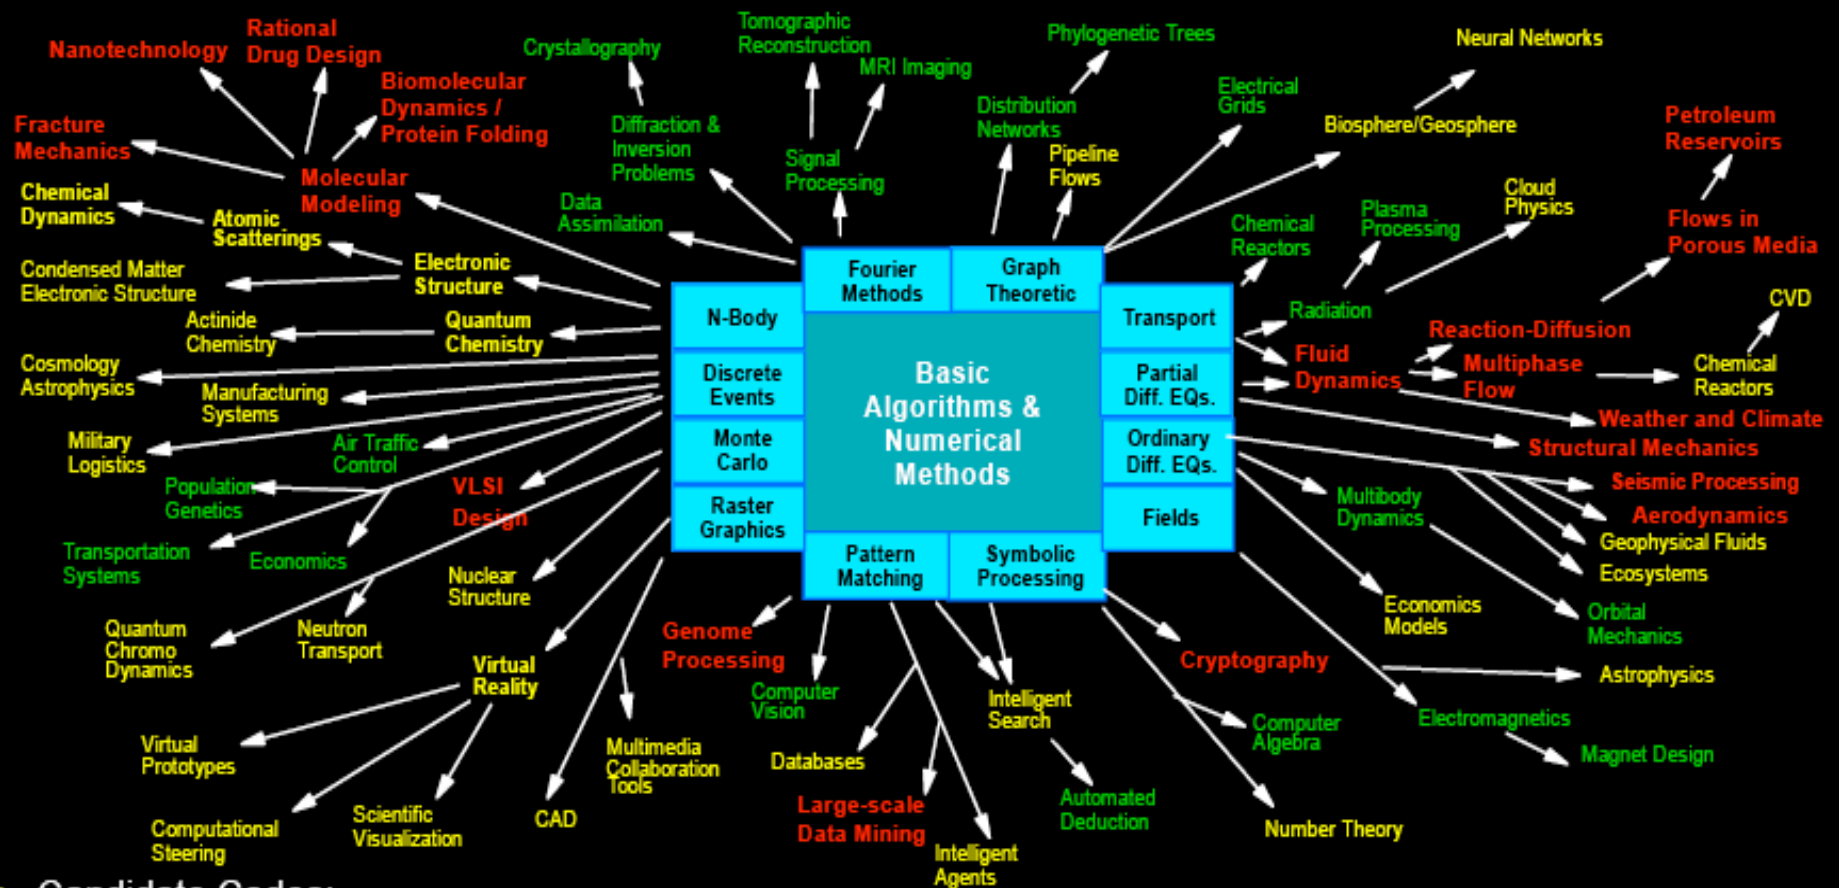 Nanotechnology
Rational
Drug Design
Biomolecular
Dynamics /
Protein Folding
Fracture
Mechanics
Molecular
Modeling
Chemical
Dynamics
Atomic
Scatterings
Condensed Matter
Electronic Structure
Electronic
Structure
Actinide
Chemistry
Quantum
Chemistry
Cosmology
Astrophysics
Manufacturing
Systems
Military
Logistics
Air Traffic
Control
Population
Genetics
VLSI
Design
Transportation
Systems
Economics
Nuclear
Structure
Quantum
Chromo
Dynamics
Neutron
Transport
Virtual
Reality
Virtual
Prototypes
Computational
Steering
Scientific
Visualization
CAD
Multimedia
Collaboration
Tools
Crystallography
Diffraction &
Inversion
Problems
Data
Assimilation
Tomographic
Reconstruction
MRI Imaging
Signal
Processing
Phylogenetic Trees
Distribution
Networks
Pipeline
Flows
Electrical
Grids
Neural Networks
Biosphere/Geosphere
Fourier
Methods
Graph
Theoretic
N-Body
Discrete
Events
Monte
Carlo
Raster
Graphics
Basic
Algorithms &
Numerical
Methods
Transport
Partial
Diff. EQs.
Ordinary
Diff. EQs.
Fields
Pattern
Matching
Symbolic
Processing
Petroleum
Reservoirs
Cloud
Physics
Plasma
Processing
Chemical
Reactors
Flows in
Porous Media
Radiation
CVD
Reaction-Diffusion
Fluid
Dynamics
Multiphase
Flow
Chemical
Reactors
Weather and Climate
Structural Mechanics
Seismic Processing
Aerodynamics
Geophysical Fluids
Ecosystems
Multibody
Dynamics
Orbital
Mechanics
Economics
Models
Astrophysics
Electromagnetics
Magnet Design
Genome
Processing
Computer
Vision
Databases
Large-scale
Data Mining
Intelligent
Agents
Intelligent
Search
Automated
Deduction
Cryptography
Computer
Algebra
Number Theory
Candidate Codes: